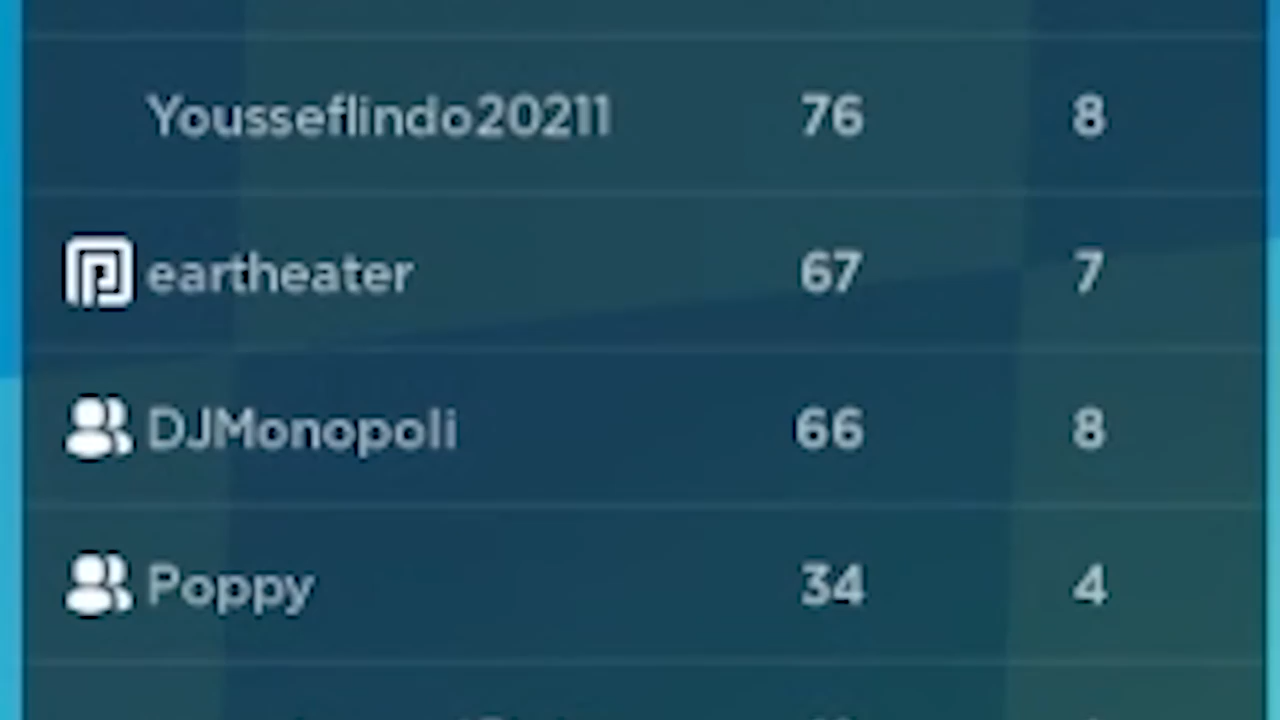 Yousseflindo20211 76 8
eartheater 67 7
DJMonopoli 66 8
Poppy 34 4